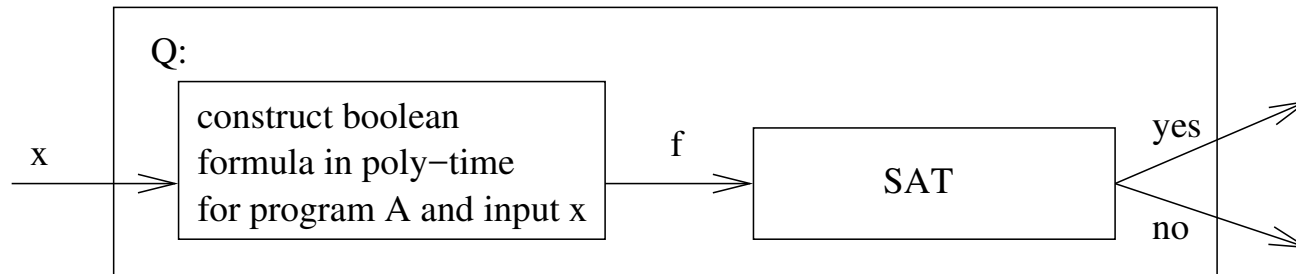 Q:
construct boolean
formula in poly−time
for program A and input x
x
f
SAT
yes
no